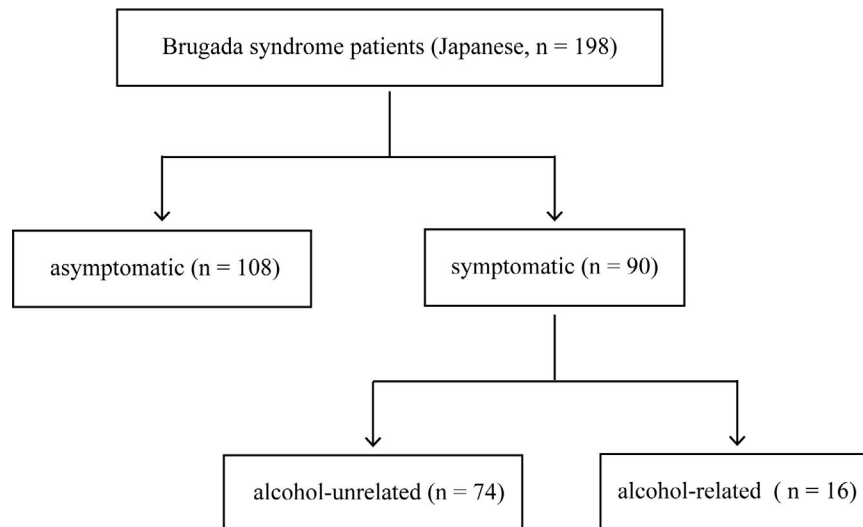 Brugada syndrome patients (Japanese, n = 198)
asymptomatic (n = 108)
symptomatic (n = 90)
alcohol-unrelated (n = 74)
alcohol-related ( n = 16)